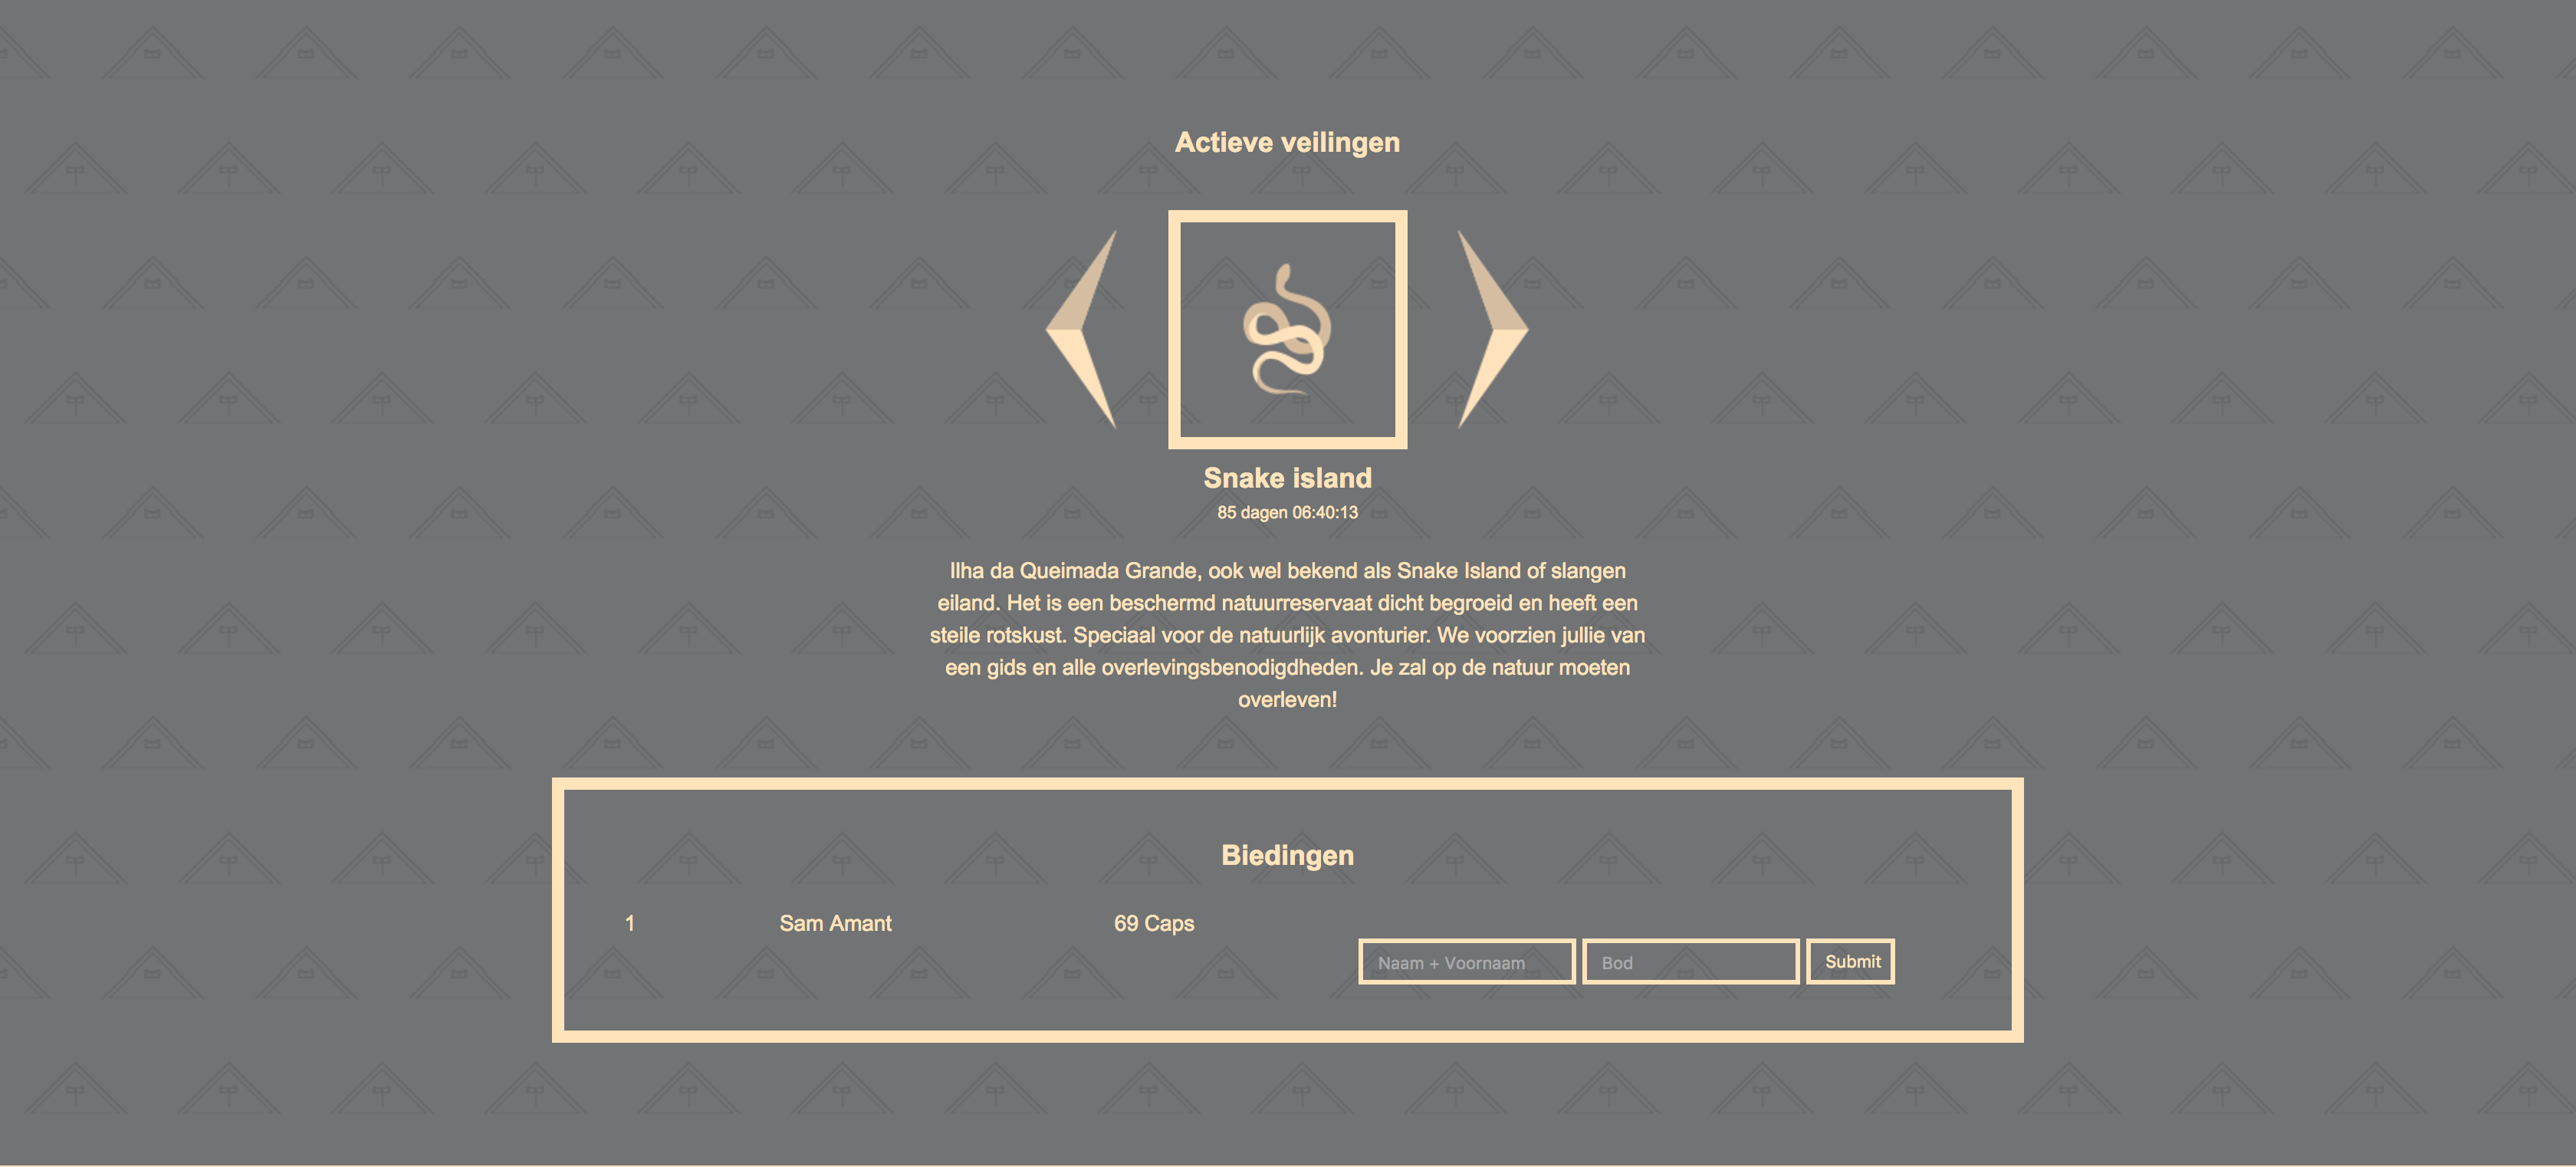 Actieve veilingen
Snake island
85 dagen 06:40:13
Ilha da Queimada Grande, ook wel bekend als Snake Island of slangen
eiland. Het is een beschermd natuurreservaat dicht begroeid en heeft een
steile rotskust. Speciaal voor de natuurlijk avonturier. We voorzien jullie van
een gids en alle overlevingsbenodigdheden. Je zal op de natuur moeten
overleven!
Biedingen
1 Sam Amant 69 Caps
Naam + Voornaam Bod Submit